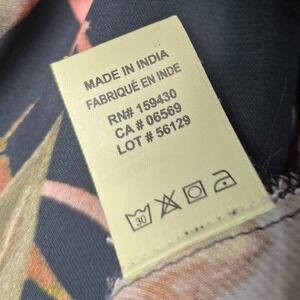 MADE IN INDIA
FABRIQUÉ EN INDE
RN# 159430
CA # 06569
LOT # 56129
30